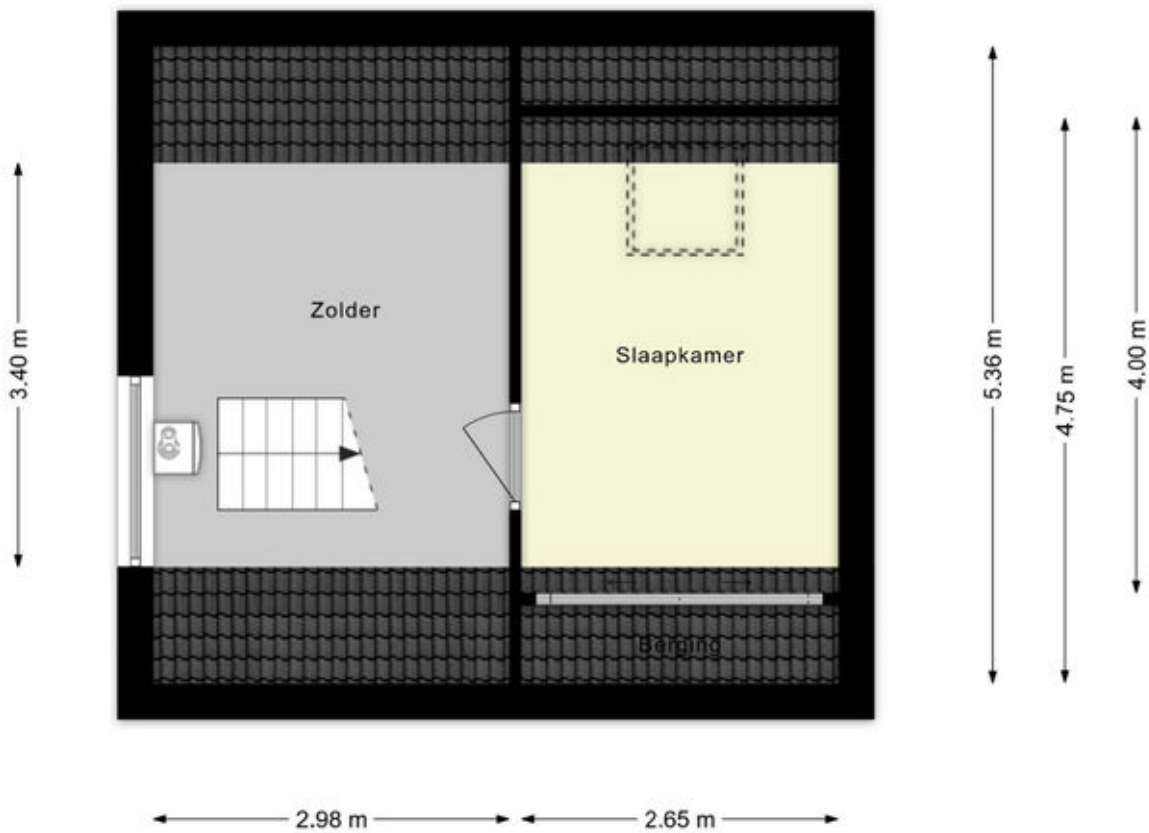 Zolder
Slaapkamer
Berging
3.40 m
5.36 m
4.75 m
4.00 m
2.98 m
2.65 m